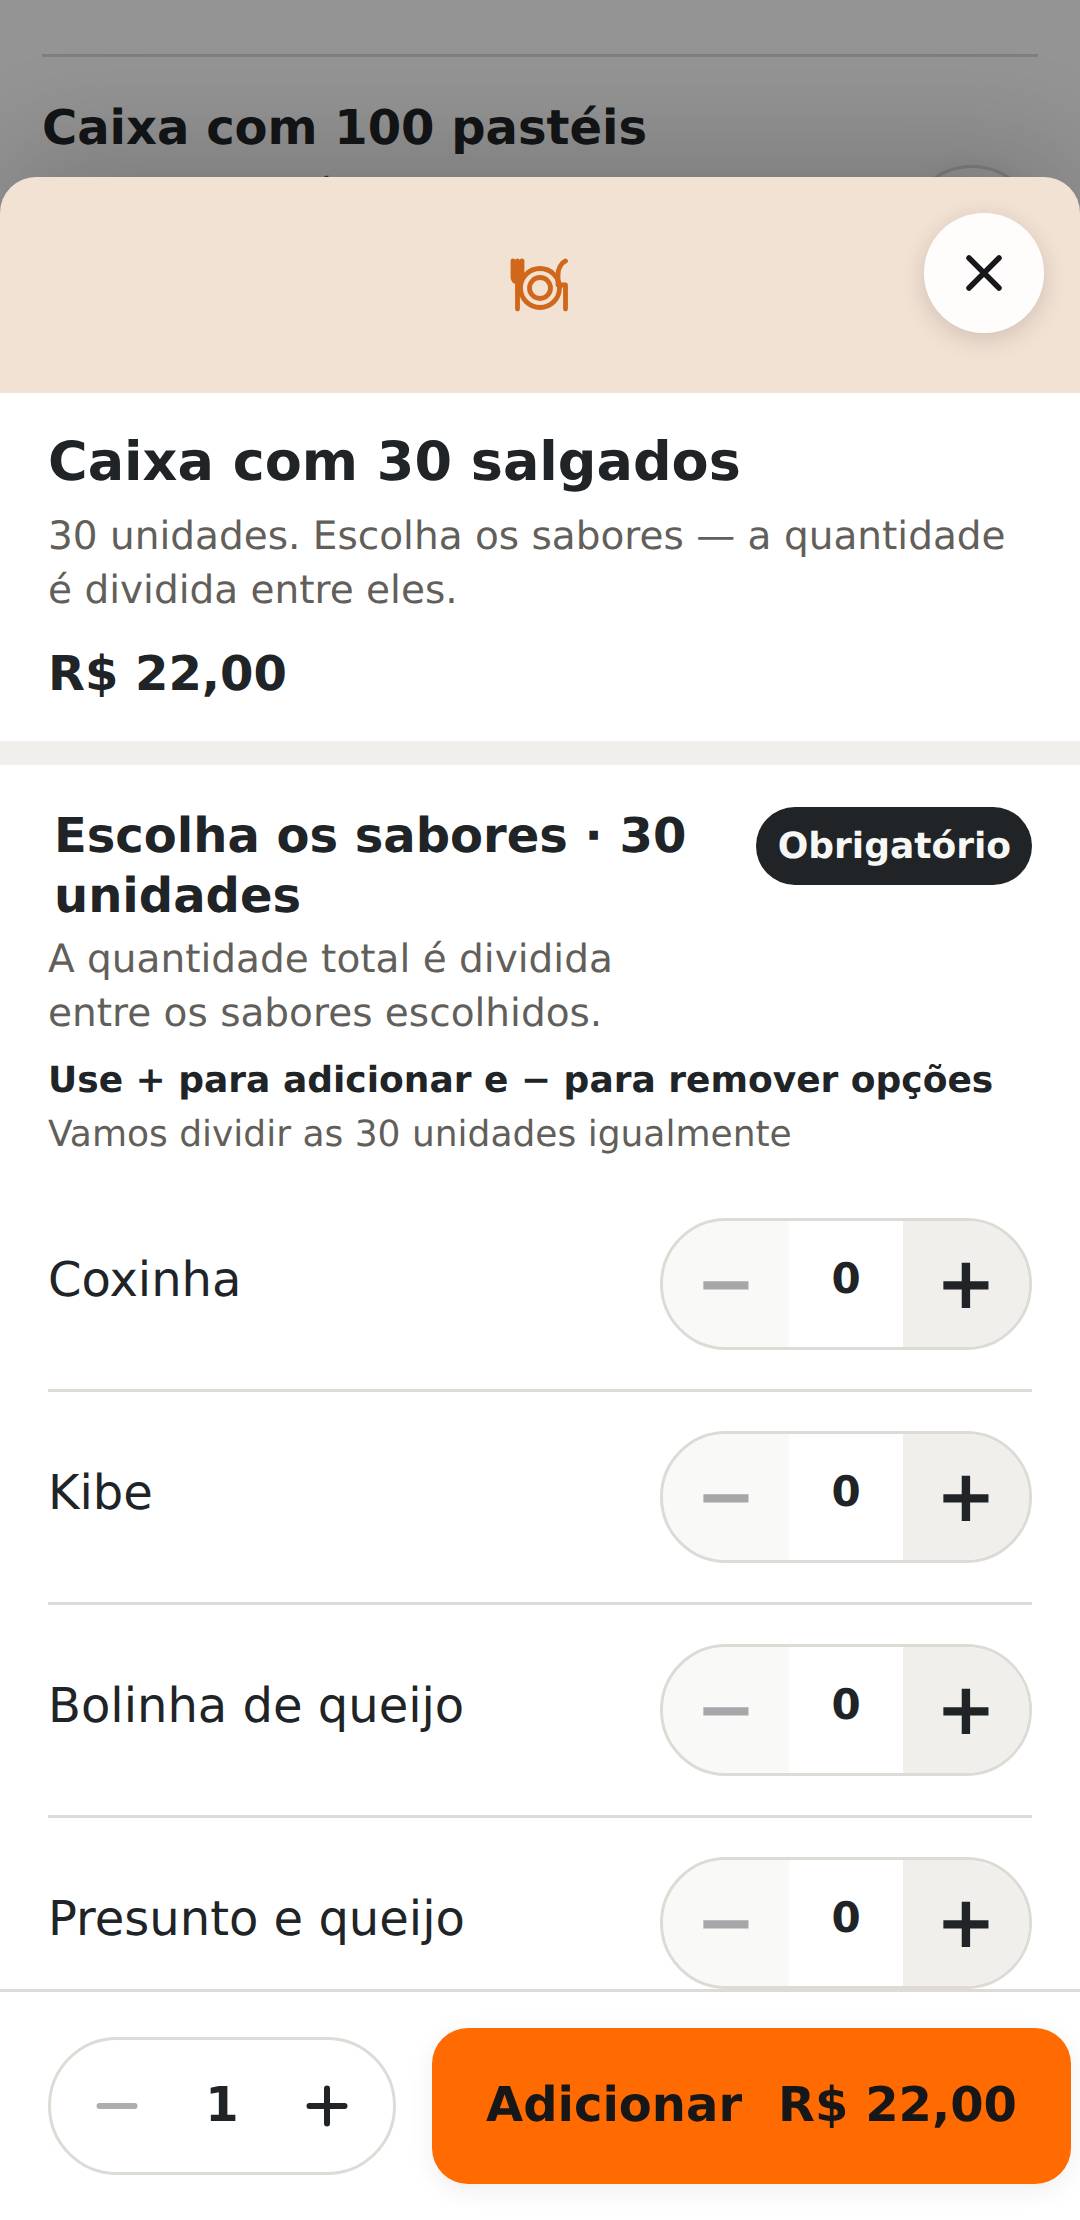 Caixa com 100 pastéis
Caixa com 30 salgados
30 unidades. Escolha os sabores — a quantidade
é dividida entre eles.
R$ 22,00
Escolha os sabores · 30
unidades
Obrigatório
A quantidade total é dividida
entre os sabores escolhidos.
Use + para adicionar e − para remover opções
Vamos dividir as 30 unidades igualmente
Coxinha − 0 +
Kibe − 0 +
Bolinha de queijo − 0 +
Presunto e queijo − 0 +
− 1 + Adicionar R$ 22,00